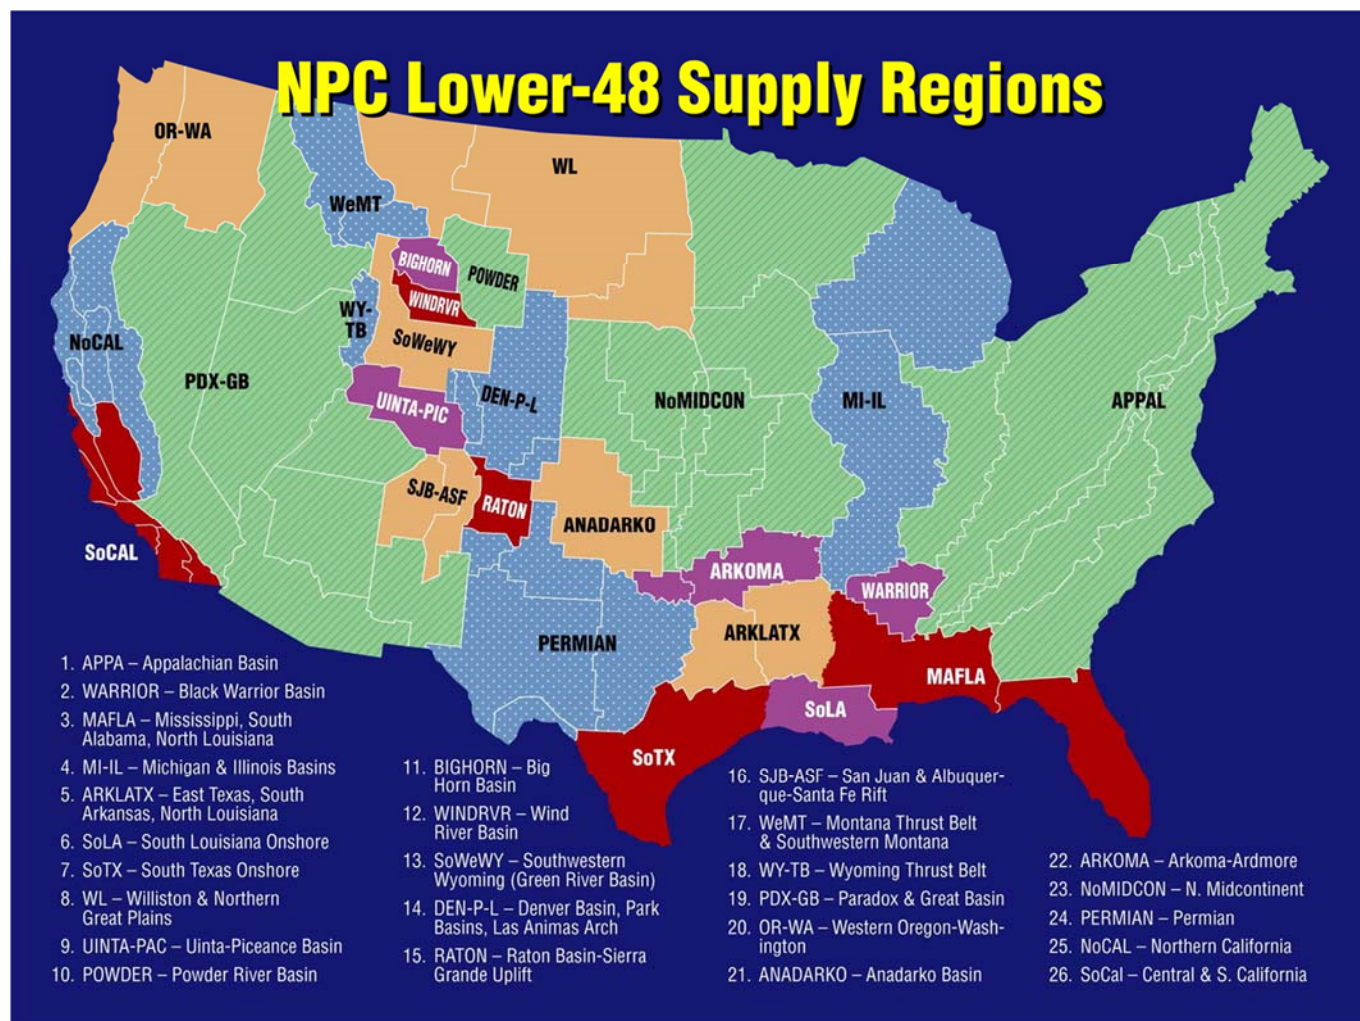 NPC Lower-48 Supply Regions
OR-WA
WL
WeMT
BIGHORN
POWDER
WINDRVR
WY-
TB
NoCAL
SoWeWY
PDX-GB
UINTA-PIC
DEN-P-L
NoMIDCON
MI-IL
APPAL
SJB-ASF
RATON
ANADARKO
SoCAL
ARKOMA
WARRIOR
PERMIAN
ARKLATX
MAFLA
SoLA
SoTX
1. APPA – Appalachian Basin
2. WARRIOR – Black Warrior Basin
3. MAFLA – Mississippi, South
Alabama, North Louisiana
4. MI-IL – Michigan & Illinois Basins
5. ARKLATX – East Texas, South
Arkansas, North Louisiana
6. SoLA – South Louisiana Onshore
7. SoTX – South Texas Onshore
8. WL – Williston & Northern
Great Plains
9. UINTA-PAC – Uinta-Piceance Basin
10. POWDER – Powder River Basin
11. BIGHORN – Big
Horn Basin
12. WINDRVR – Wind
River Basin
13. SoWeWY – Southwestern
Wyoming (Green River Basin)
14. DEN-P-L – Denver Basin, Park
Basins, Las Animas Arch
15. RATON – Raton Basin-Sierra
Grande Uplift
16. SJB-ASF – San Juan & Albuquer-
que-Santa Fe Rift
17. WeMT – Montana Thrust Belt
& Southwestern Montana
18. WY-TB – Wyoming Thrust Belt
19. PDX-GB – Paradox & Great Basin
20. OR-WA – Western Oregon-Wash-
ington
21. ANADARKO – Anadarko Basin
22. ARKOMA – Arkoma-Ardmore
23. NoMIDCON – N. Midcontinent
24. PERMIAN – Permian
25. NoCAL – Northern California
26. SoCal – Central & S. California